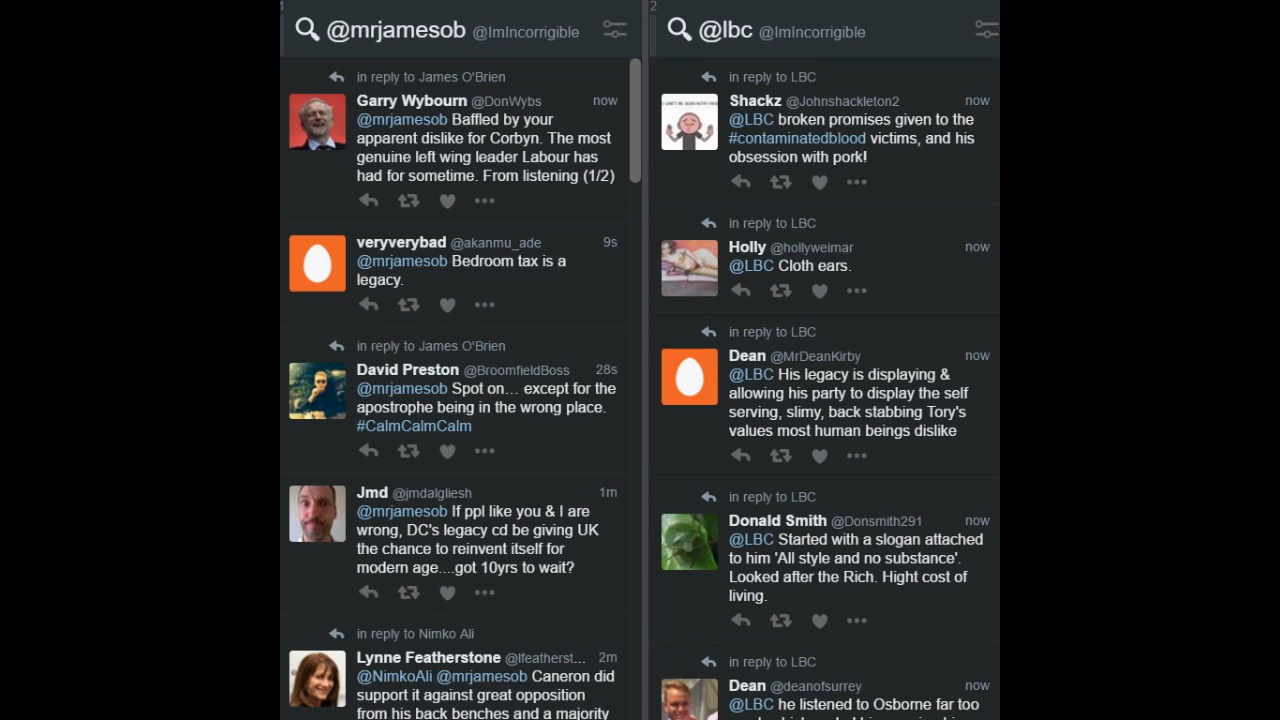 1
@mrjamesob @ImIncorrigible
in reply to James O'Brien
Garry Wybourn @DonWybs now
@mrjamesob Baffled by your
apparent dislike for Corbyn. The most
genuine left wing leader Labour has
had for sometime. From listening (1/2)
veryverybad @akanmu_ade 9s
@mrjamesob Bedroom tax is a
legacy.
in reply to James O'Brien
David Preston @BroomfieldBoss 28s
@mrjamesob Spot on... except for the
apostrophe being in the wrong place.
#CalmCalmCalm
Jmd @jmdalgliesh 1m
@mrjamesob If ppl like you & I are
wrong, DC's legacy cd be giving UK
the chance to reinvent itself for
modern age....got 10yrs to wait?
in reply to Nimko Ali
Lynne Featherstone @lfeatherst... 2m
@NimkoAli @mrjamesob Caneron did
support it against great opposition
from his back benches and a majority
2
@lbc @ImIncorrigible
in reply to LBC
Shackz @Johnshackleton2 now
@LBC broken promises given to the
#contaminatedblood victims, and his
obsession with pork!
in reply to LBC
Holly @hollyweimar now
@LBC Cloth ears.
in reply to LBC
Dean @MrDeanKirby now
@LBC His legacy is displaying &
allowing his party to display the self
serving, slimy, back stabbing Tory's
values most human beings dislike
in reply to LBC
Donald Smith @Donsmith291 now
@LBC Started with a slogan attached
to him 'All style and no substance'.
Looked after the Rich. Hight cost of
living.
in reply to LBC
Dean @deanofsurrey now
@LBC he listened to Osborne far too